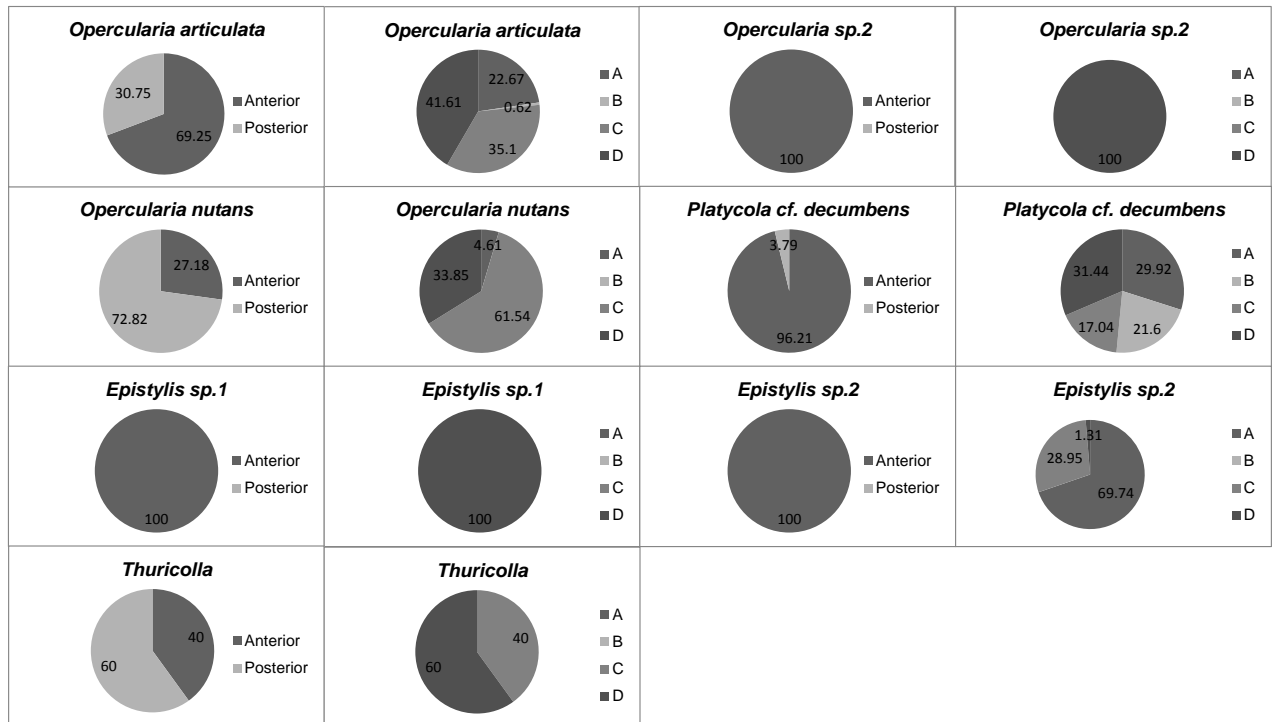 Opercularia articulata
30.75
69.25
Anterior
Posterior
Opercularia articulata
22.67
0.62
41.61
35.1
A
B
C
D
Opercularia sp.2
100
Anterior
Posterior
Opercularia sp.2
100
A
B
C
D
Opercularia nutans
27.18
72.82
Anterior
Posterior
Opercularia nutans
4.61
33.85
61.54
A
B
C
D
Platycola cf. decumbens
3.79
96.21
Anterior
Posterior
Platycola cf. decumbens
31.44
29.92
17.04
21.6
A
B
C
D
Epistylis sp.1
100
Anterior
Posterior
Epistylis sp.1
100
A
B
C
D
Epistylis sp.2
100
Anterior
Posterior
Epistylis sp.2
1.31
28.95
69.74
A
B
C
D
Thuricolla
40
60
Anterior
Posterior
Thuricolla
40
60
A
B
C
D